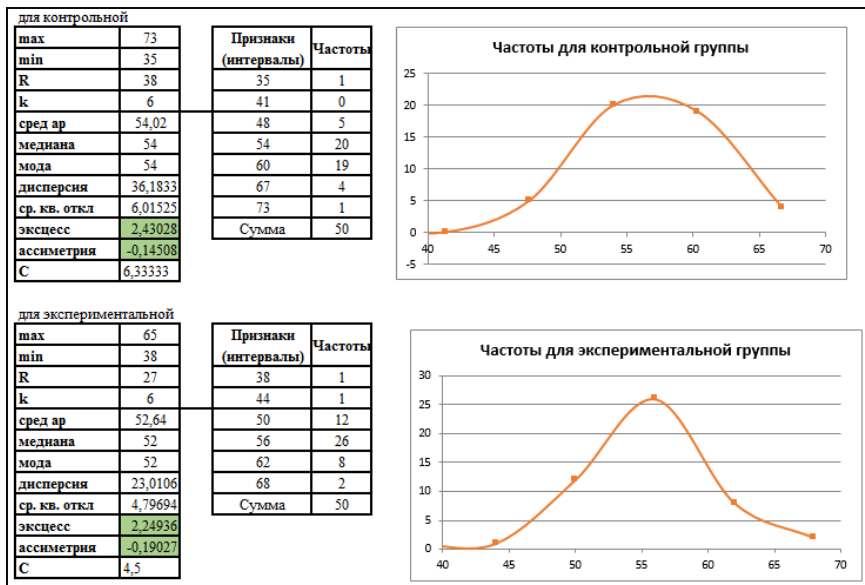 для контрольной
max 73
min 35
R 38
k 6
сред ар 54,02
медиана 54
мода 54
дисперсия 36,1833
ср. кв. откл 6,01525
эксцесс 2,43028
ассиметрия -0,14508
C 6,33333
Признаки (интервалы) Частоты
35 1
41 0
48 5
54 20
60 19
67 4
73 1
Сумма 50
Частоты для контрольной группы
25
20
15
10
5
0
-5
40 45 50 55 60 65 70
для экспериментальной
max 65
min 38
R 27
k 6
сред ар 52,64
медиана 52
мода 52
дисперсия 23,0106
ср. кв. откл 4,79694
эксцесс 2,24936
ассиметрия -0,19027
C 4,5
Признаки (интервалы) Частоты
38 1
44 1
50 12
56 26
62 8
68 2
Сумма 50
Частоты для экспериментальной группы
30
25
20
15
10
5
0
40 45 50 55 60 65 70